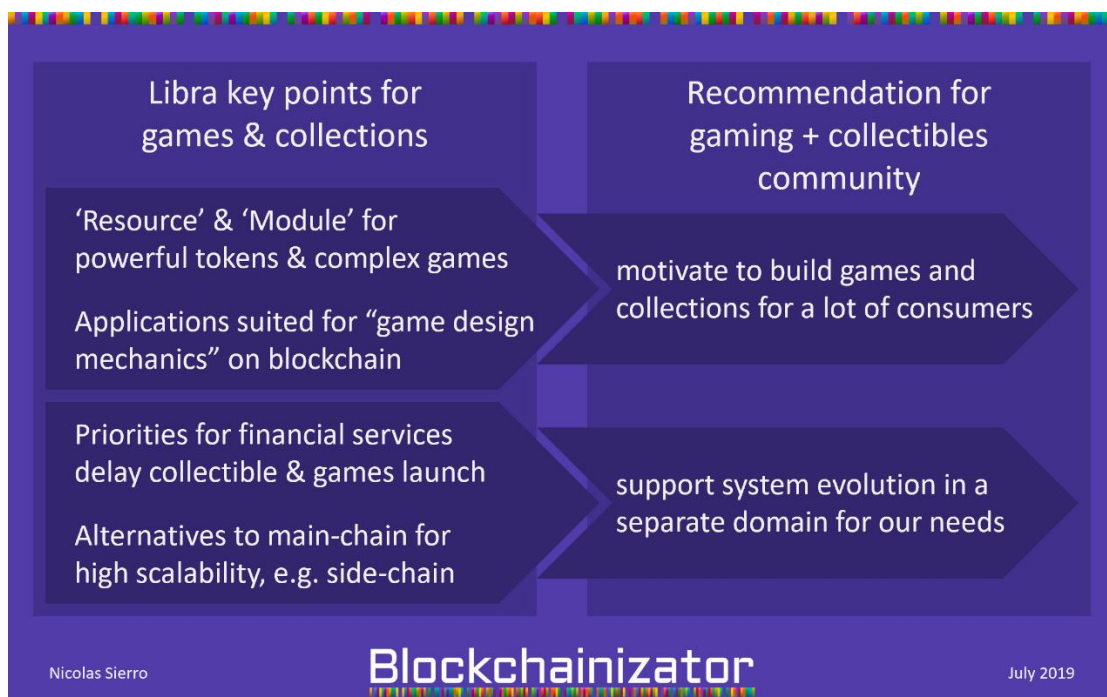 Libra key points for
games & collections
‘Resource’ & ‘Module’ for
powerful tokens & complex games
Applications suited for “game design
mechanics” on blockchain
Priorities for financial services
delay collectible & games launch
Alternatives to main-chain for
high scalability, e.g. side-chain
Recommendation for
gaming + collectibles
community
motivate to build games and
collections for a lot of consumers
support system evolution in a
separate domain for our needs
Nicolas Sierro
Blockchainizator
July 2019